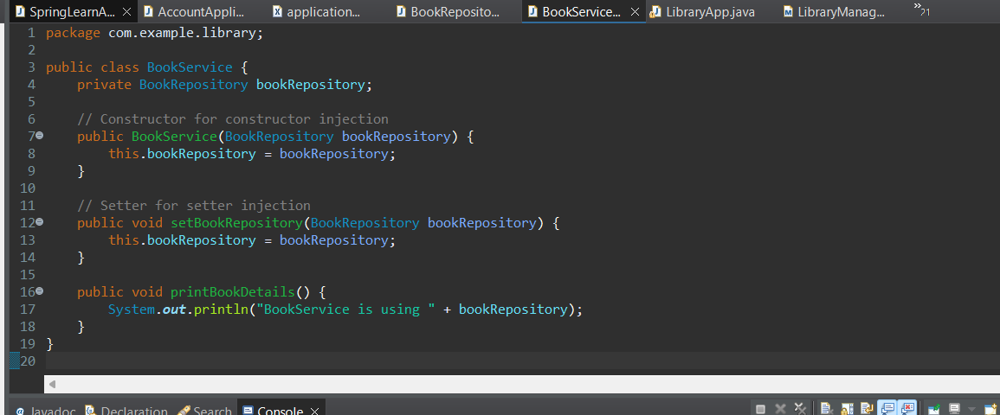 SpringLearnA... AccountAppli... application... BookReposito... BookService... LibraryApp.java LibraryManag... »21
1 package com.example.library;
2
3 public class BookService {
4     private BookRepository bookRepository;
5
6     // Constructor for constructor injection
7     public BookService(BookRepository bookRepository) {
8         this.bookRepository = bookRepository;
9     }
10
11     // Setter for setter injection
12     public void setBookRepository(BookRepository bookRepository) {
13         this.bookRepository = bookRepository;
14     }
15
16     public void printBookDetails() {
17         System.out.println("BookService is using " + bookRepository);
18     }
19 }
20
@ Javadoc Declaration Search Console